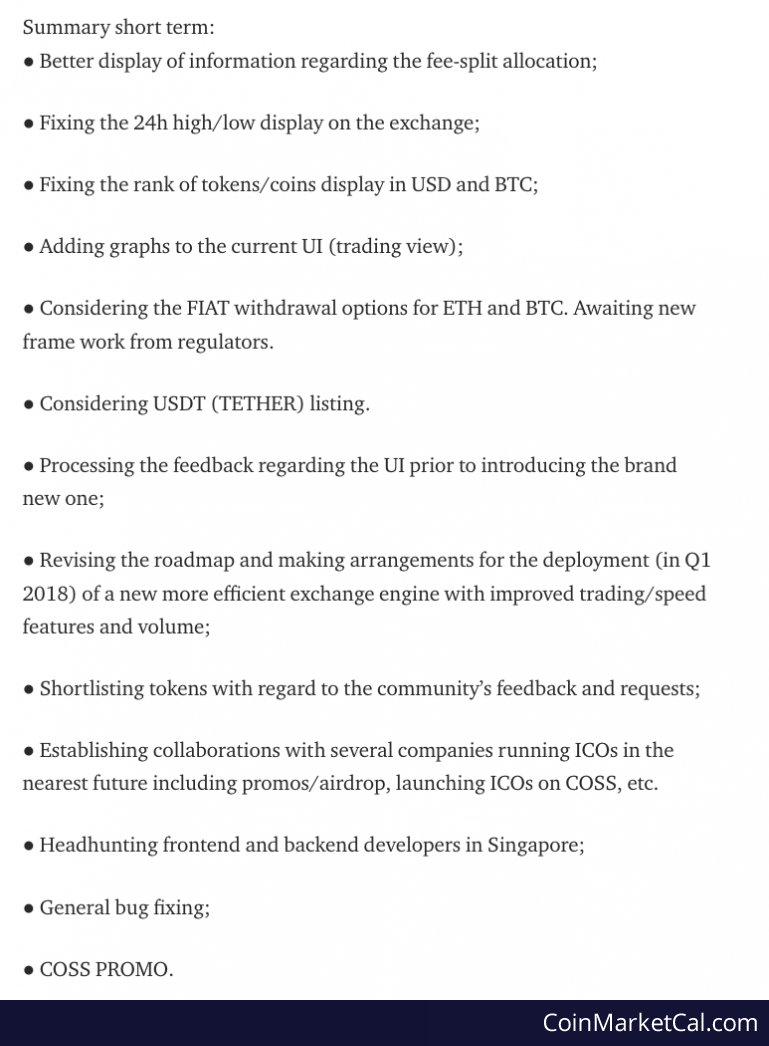 Summary short term:
● Better display of information regarding the fee-split allocation;
● Fixing the 24h high/low display on the exchange;
● Fixing the rank of tokens/coins display in USD and BTC;
● Adding graphs to the current UI (trading view);
● Considering the FIAT withdrawal options for ETH and BTC. Awaiting new
frame work from regulators.
● Considering USDT (TETHER) listing.
● Processing the feedback regarding the UI prior to introducing the brand
new one;
● Revising the roadmap and making arrangements for the deployment (in Q1
2018) of a new more efficient exchange engine with improved trading/speed
features and volume;
● Shortlisting tokens with regard to the community’s feedback and requests;
● Establishing collaborations with several companies running ICOs in the
nearest future including promos/airdrop, launching ICOs on COSS, etc.
● Headhunting frontend and backend developers in Singapore;
● General bug fixing;
● COSS PROMO.
CoinMarketCal.com